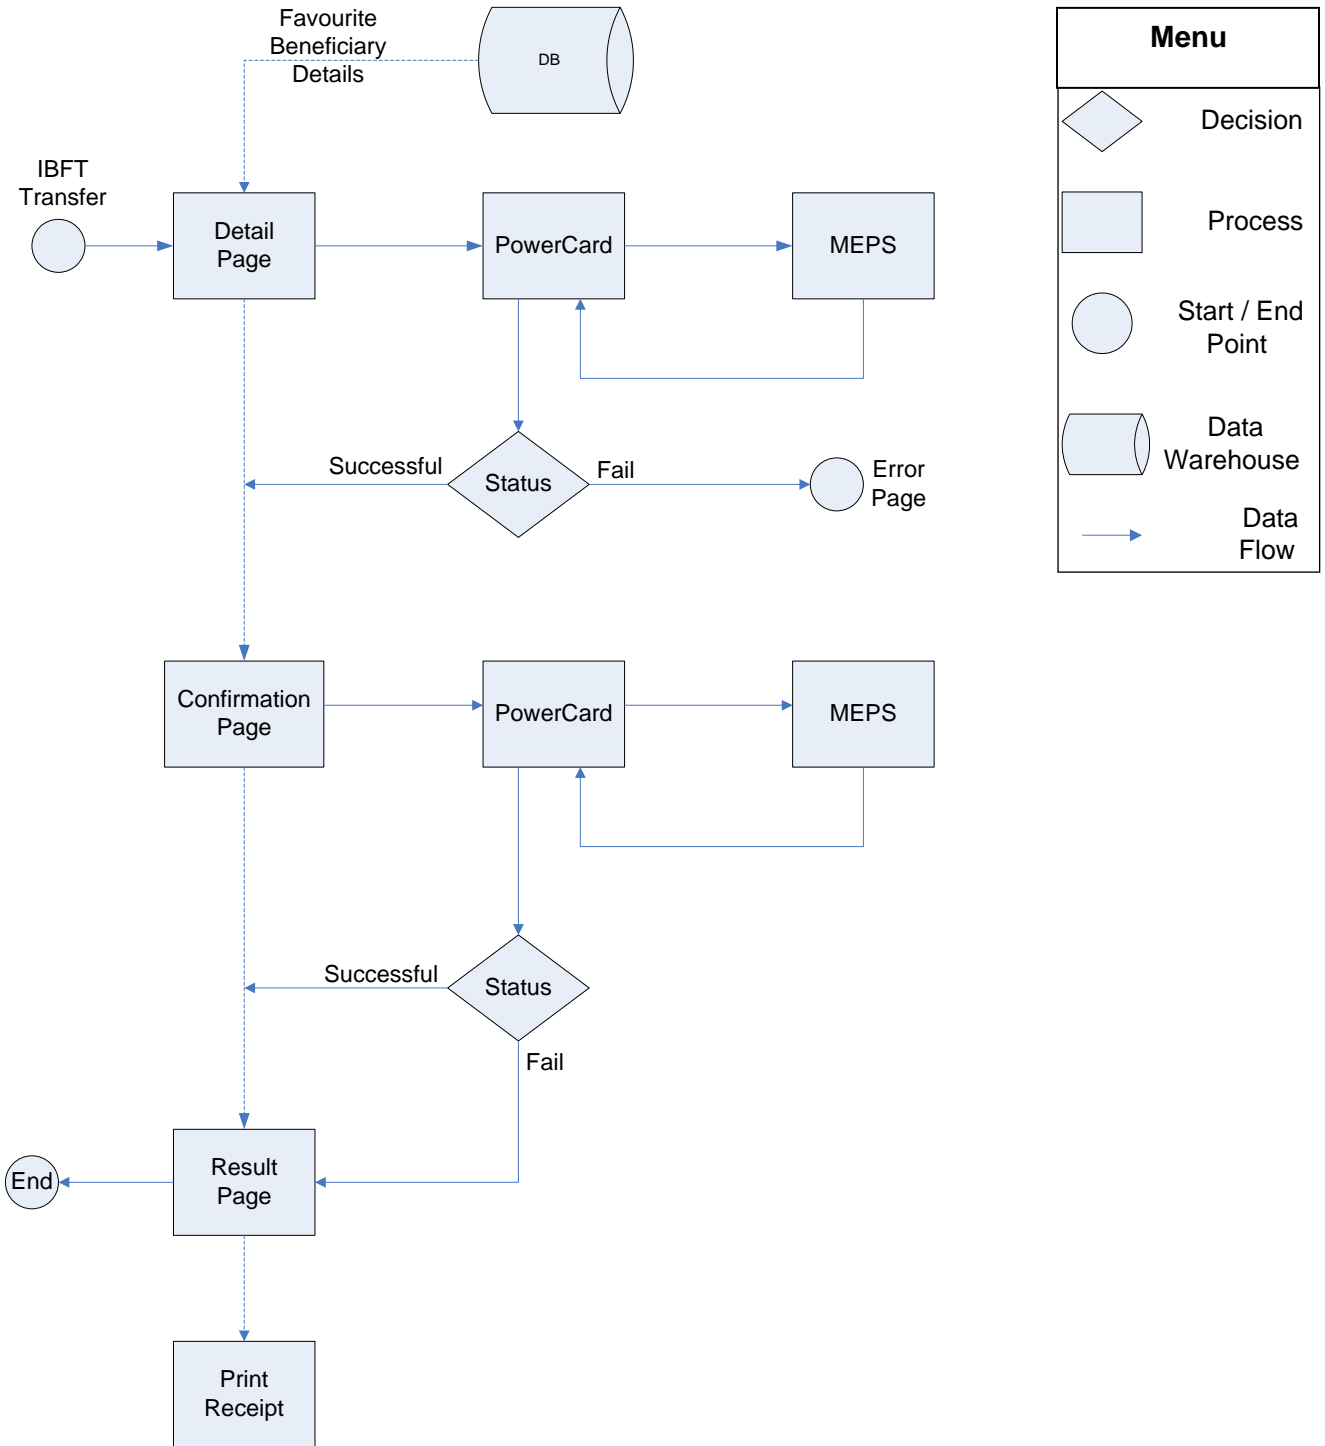 Favourite
Beneficiary
Details
DB
IBFT
Transfer
Detail
Page
PowerCard
MEPS
Successful
Status
Fail
Error
Page
Confirmation
Page
PowerCard
MEPS
Successful
Status
Fail
End
Result
Page
Print
Receipt
Menu
Decision
Process
Start / End
Point
Data
Warehouse
Data
Flow